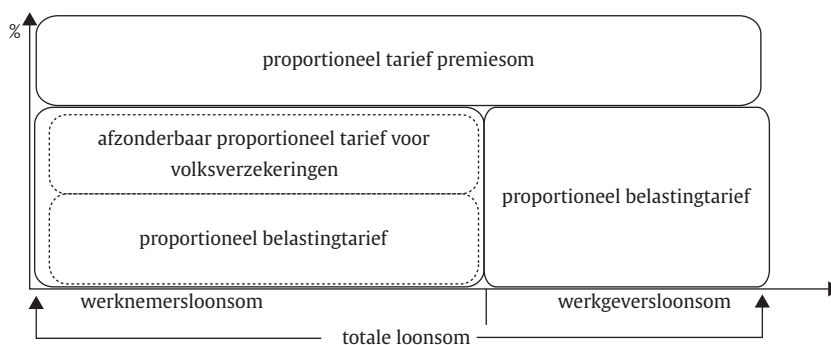 %
proportioneel tarief premiesom
afzonderbaar proportioneel tarief voor
volksverzekeringen
proportioneel belastingtarief
proportioneel belastingtarief
werknemersloonsom
werkgeversloonsom
totale loonsom